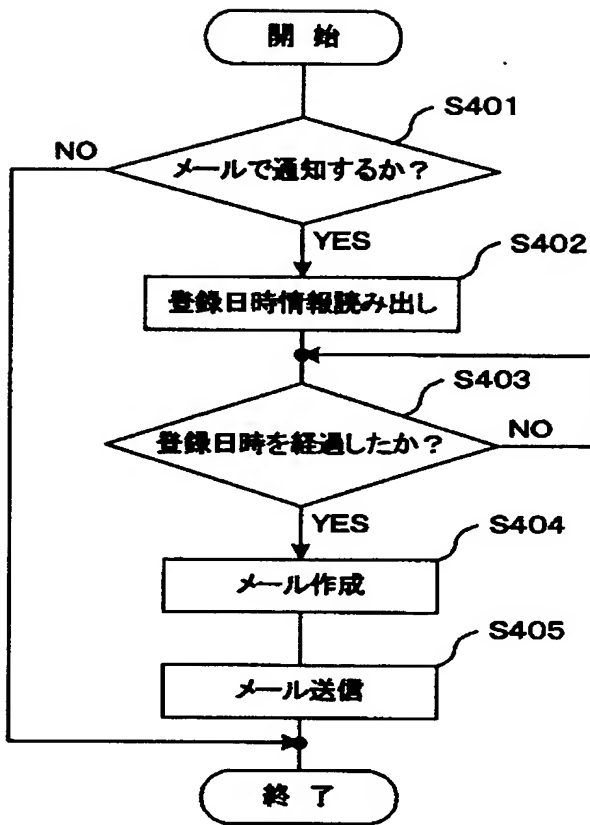 開 始
S401
NO
メールで通知するか？
YES
S402
登録日時情報読み出し
S403
登録日時を経過したか？
NO
YES
S404
メール作成
S405
メール送信
終 了